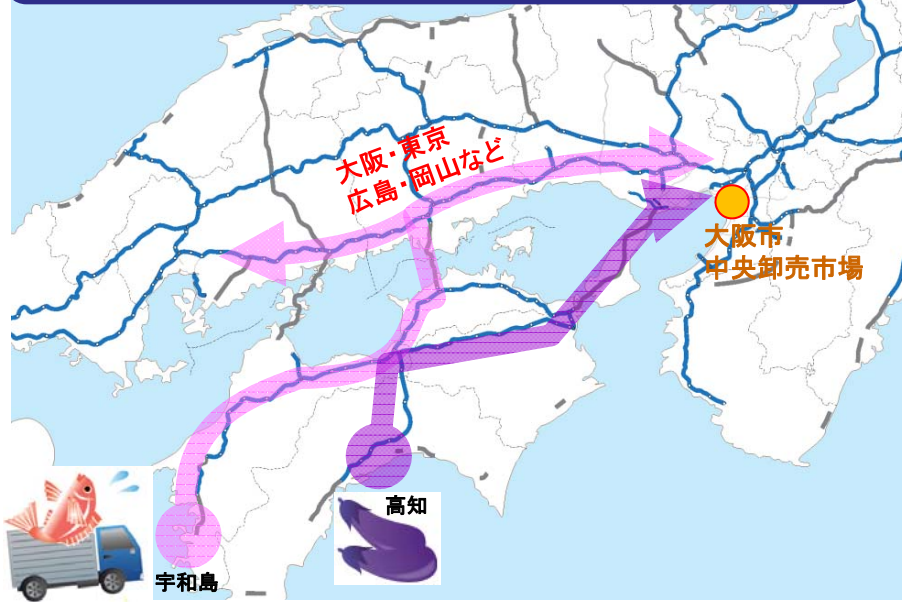 大阪・東京
広島・岡山など
大阪市
中央卸売市場
高知
宇和島